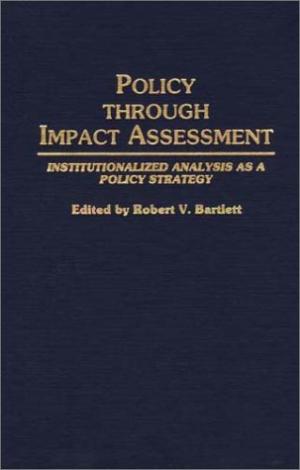 POLICY
THROUGH
IMPACT ASSESSMENT
INSTITUTIONALIZED ANALYSIS AS A
POLICY STRATEGY
Edited by Robert V. Bartlett